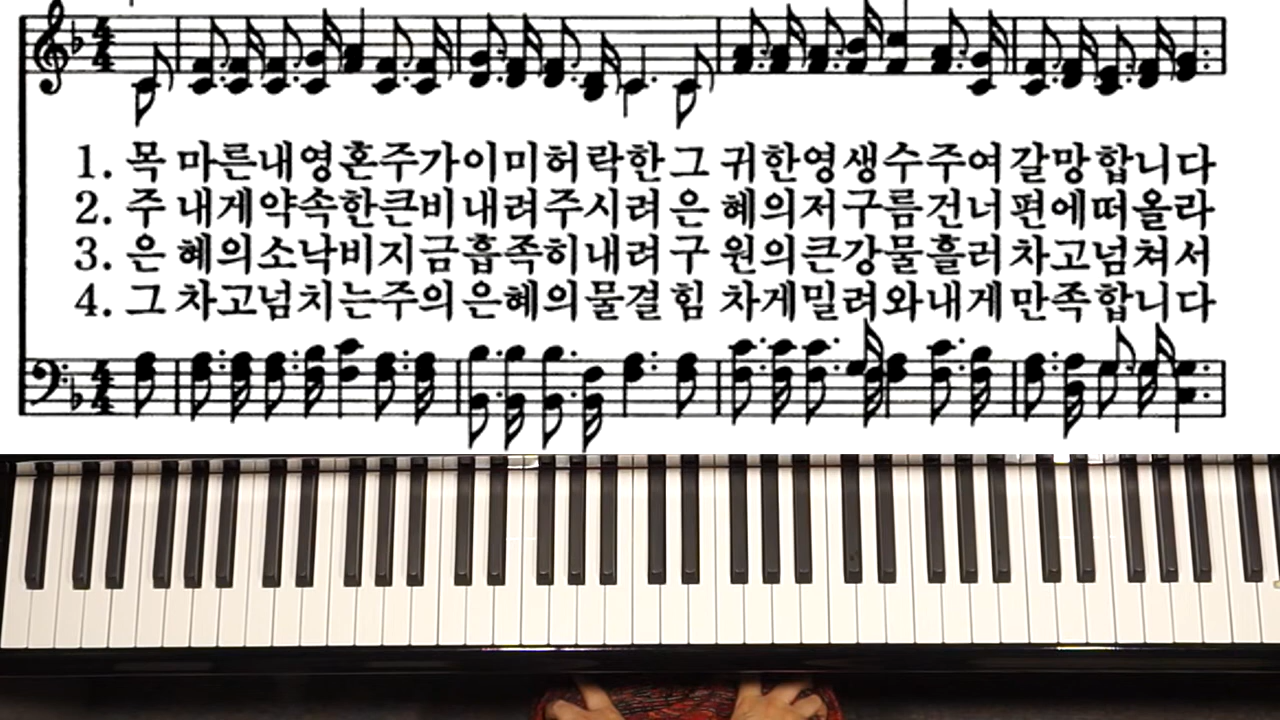 1. 목 마른내영혼주가이미허락한그 귀한영생수주여갈망합니다
2. 주 내게약속한큰비내려주시려 은 혜의저구름건너편에떠올라
3. 은 혜의소낙비지금흡족히내려 구 원의큰강물흘러차고넘쳐서
4. 그 차고넘치는주의은혜의물결 힘 차게밀려와내게만족합니다